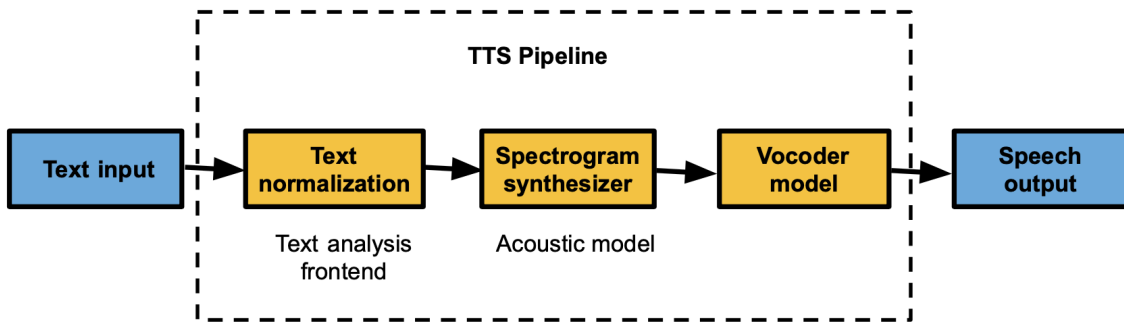 TTS Pipeline
Text input
Text
normalization
Spectrogram
synthesizer
Vocoder
model
Speech
output
Text analysis
frontend
Acoustic model